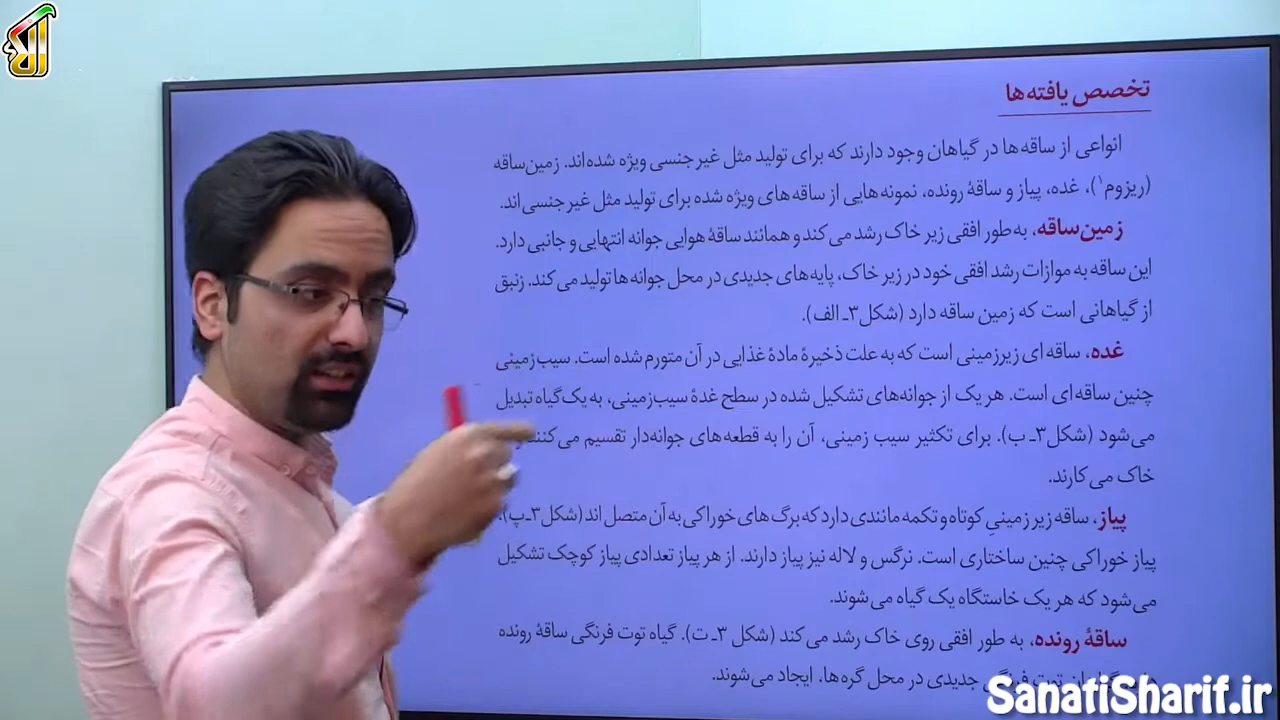 تخصص یافته‌ها
انواعی از ساقه‌ها در گیاهان وجود دارند که برای تولید مثل غیر جنسی ویژه شده‌اند. زمین‌ساقه
(ریزوم۱)، غده، پیاز و ساقهٔ رونده، نمونه‌هایی از ساقه‌های ویژه شده برای تولید مثل غیر جنسی‌اند.
زمین‌ساقه، به‌طور افقی زیر خاک رشد می‌کند و همانند ساقهٔ هوایی جوانه انتهایی و جانبی دارد.
این ساقه به موازات رشد افقی خود در زیر خاک، پایه‌های جدیدی در محل جوانه‌ها تولید می‌کند. زنبق
از گیاهانی است که زمین ساقه دارد (شکل ۳ـ الف).
غده، ساقه‌ای زیرزمینی است که به علت ذخیرهٔ مادهٔ غذایی در آن متورم شده است. سیب‌زمینی
چنین ساقه‌ای است. هر یک از جوانه‌های تشکیل شده در سطح غدهٔ سیب‌زمینی، به یک گیاه تبدیل
می‌شود (شکل ۳ـ ب). برای تکثیر سیب زمینی، آن را به قطعه‌های جوانه‌دار تقسیم می‌کنند
خاک می‌کارند.
پیاز، ساقه زیر زمینیِ کوتاه و تکمه مانندی دارد که برگ‌های خوراکی به آن متصل‌اند (شکل ۳ـ پ).
پیاز خوراکی چنین ساختاری است. نرگس و لاله نیز پیاز دارند. از هر پیاز تعدادی پیاز کوچک تشکیل
می‌شود که هر یک خاستگاه یک گیاه می‌شوند.
ساقهٔ رونده، به طور افقی روی خاک رشد می‌کند (شکل ۳ـ ت). گیاه توت فرنگی ساقهٔ رونده
توت فرنگی جدیدی در محل گره‌ها، ایجاد می‌شوند.
SanatiSharif.ir